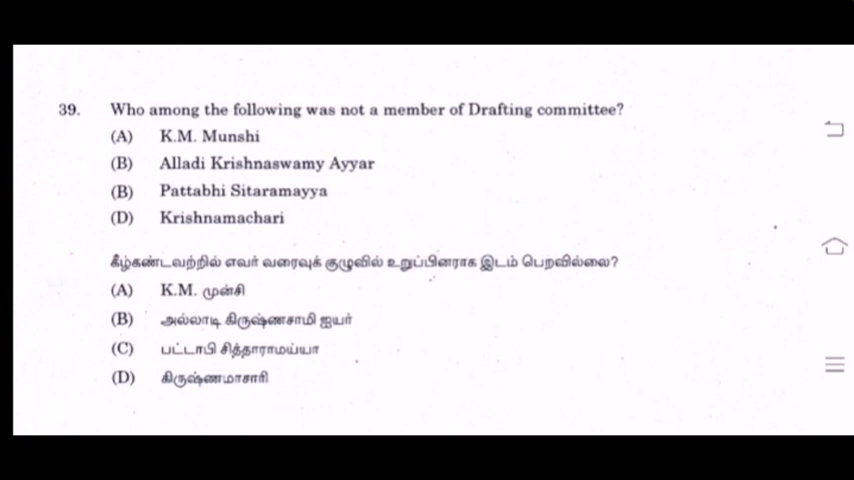 39. Who among the following was not a member of Drafting committee?
(A) K.M. Munshi
(B) Alladi Krishnaswamy Ayyar
(B) Pattabhi Sitaramayya
(D) Krishnamachari
கீழ்கண்டவற்றில் எவர் வரைவுக் குழுவில் உறுப்பினராக இடம் பெறவில்லை?
(A) K.M. முன்சி
(B) அல்லாடி கிருஷ்ணசாமி ஐயர்
(C) பட்டாபி சித்தாராமய்யா
(D) கிருஷ்ணமாசாரி